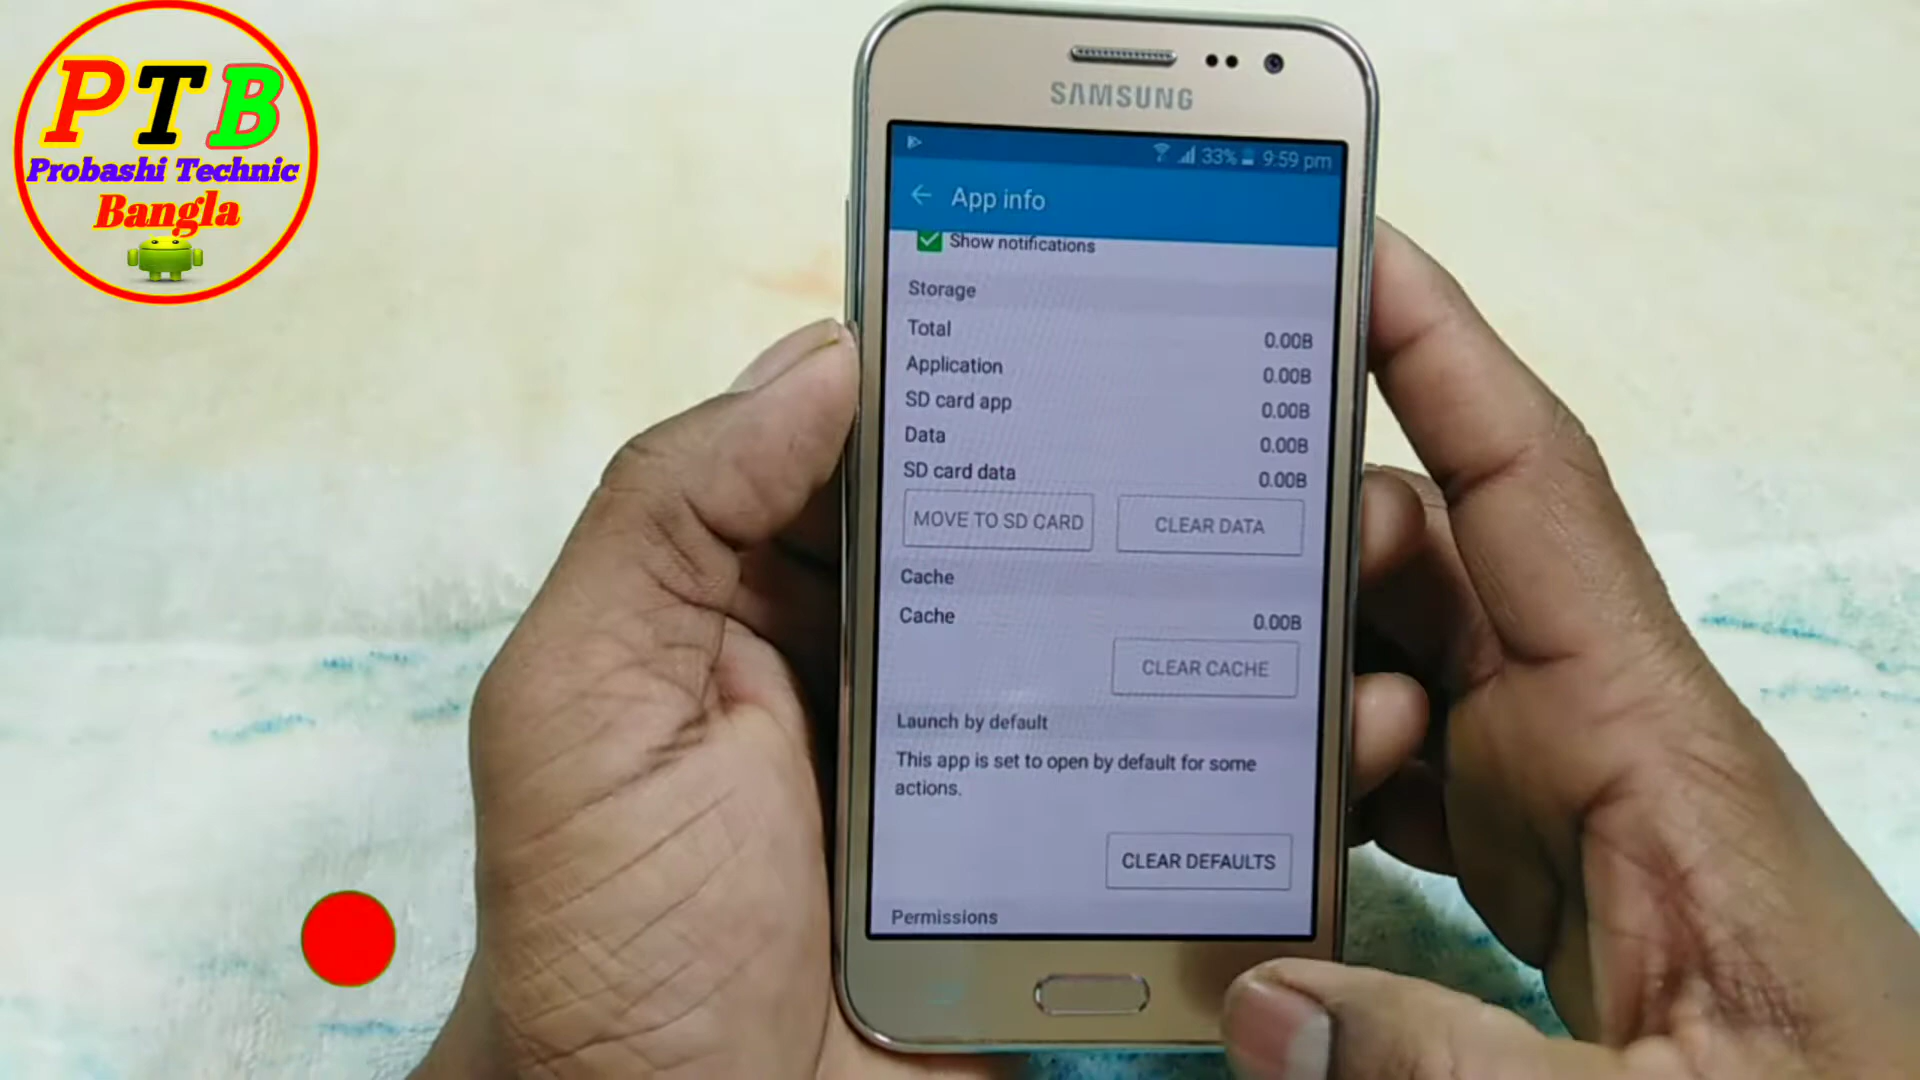 PTB
Probashi Technic
Bangla
SAMSUNG
33% 9:59 pm
App info
Show notifications
Storage
Total 0.00B
Application 0.00B
SD card app 0.00B
Data 0.00B
SD card data 0.00B
MOVE TO SD CARD CLEAR DATA
Cache
Cache 0.00B
CLEAR CACHE
Launch by default
This app is set to open by default for some
actions.
CLEAR DEFAULTS
Permissions